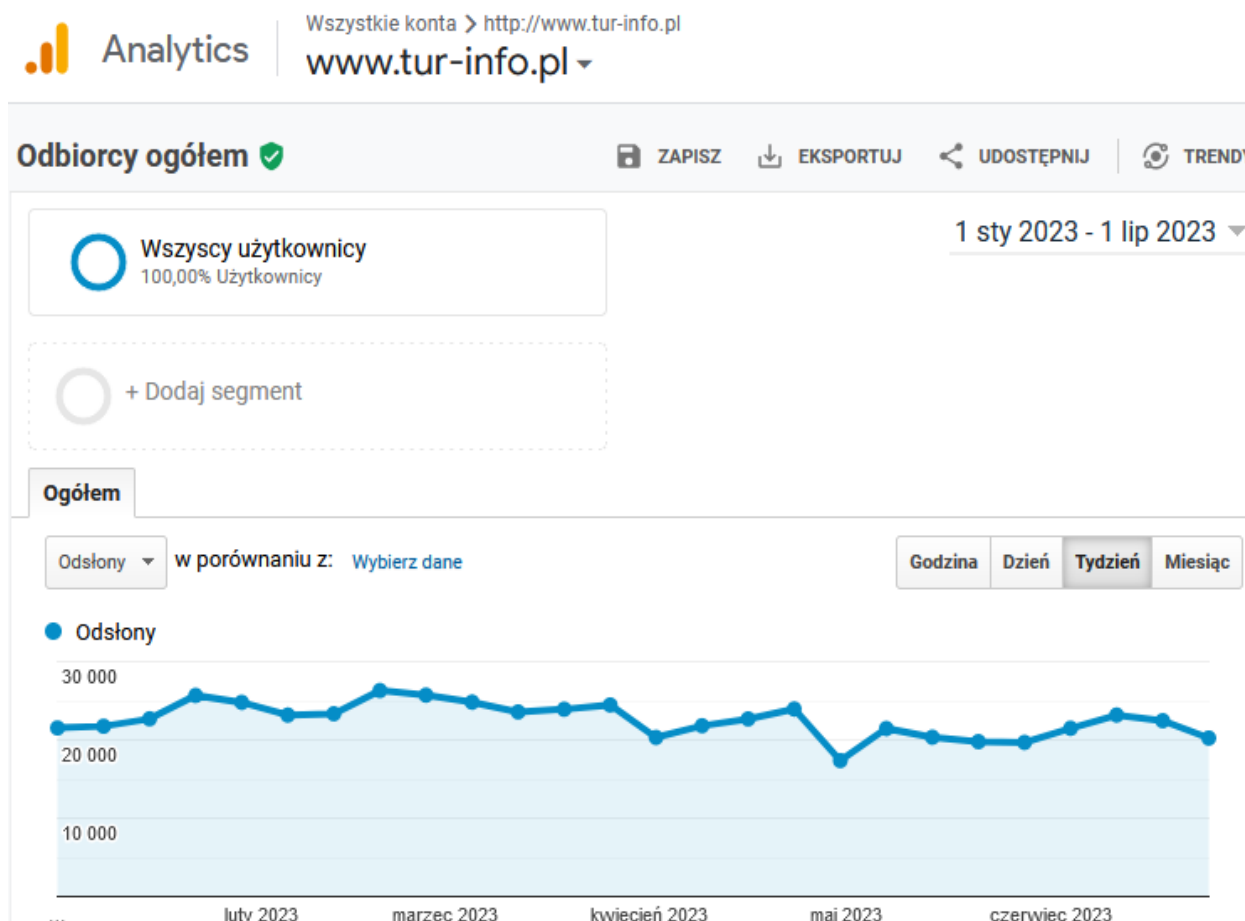 Analytics
Wszystkie konta > http://www.tur-info.pl
www.tur-info.pl
Odbiorcy ogółem
ZAPISZ
EKSPORTUJ
UDOSTĘPNIJ
TRENDY
Wszyscy użytkownicy
100,00% Użytkownicy
1 sty 2023 - 1 lip 2023
+ Dodaj segment
Ogółem
Odsłony
w porównaniu z:
Wybierz dane
Godzina
Dzień
Tydzień
Miesiąc
Odsłony
30 000
20 000
10 000
...
luty 2023
marzec 2023
kwiecień 2023
maj 2023
czerwiec 2023